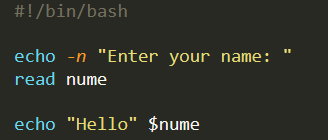 #!/bin/bash
echo -n "Enter your name: "
read nume
echo "Hello" $nume